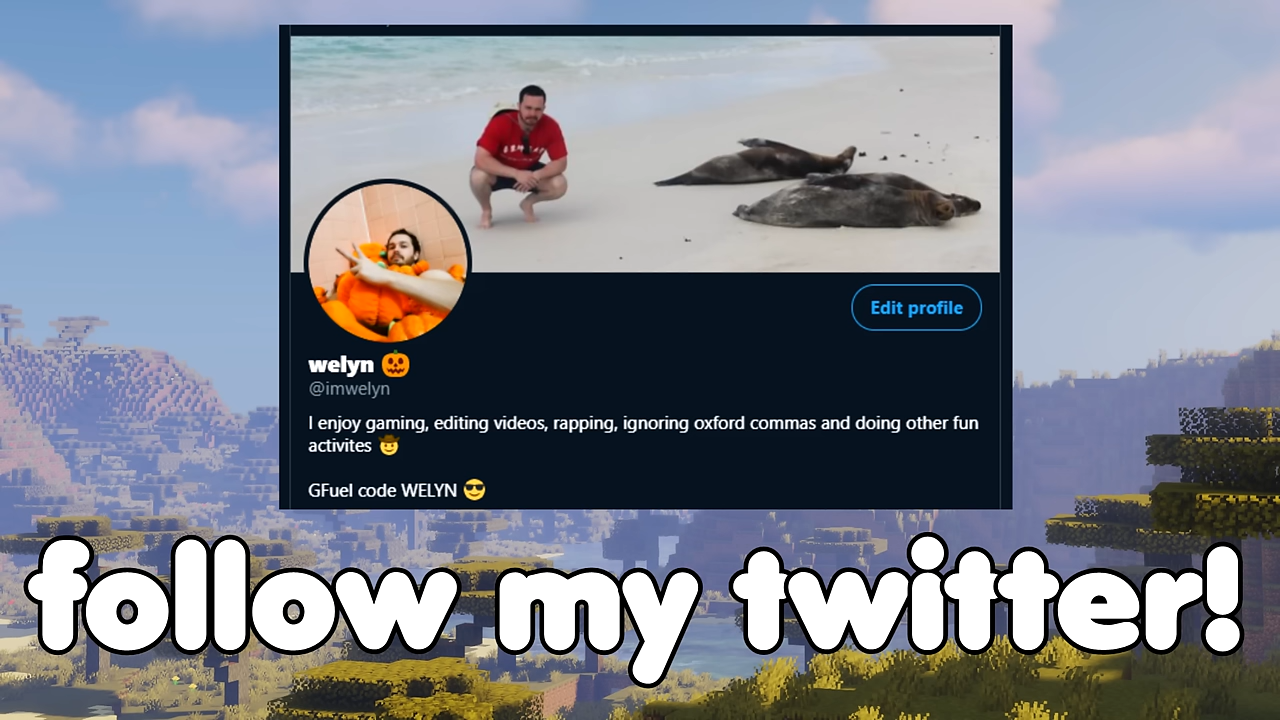 Edit profile
welyn 🎃
@imwelyn
I enjoy gaming, editing videos, rapping, ignoring oxford commas and doing other fun
activites 🤠
GFuel code WELYN 😎
follow my twitter!